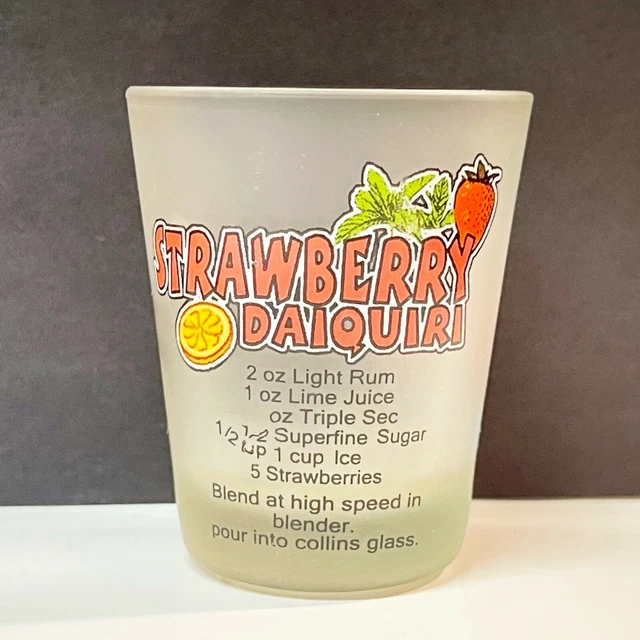 STRAWBERRY
DAIQUIRI
2 oz Light Rum
1 oz Lime Juice
oz Triple Sec
Superfine Sugar
1 cup Ice
5 Strawberries
Blend at high speed in
blender.
pour into collins glass.